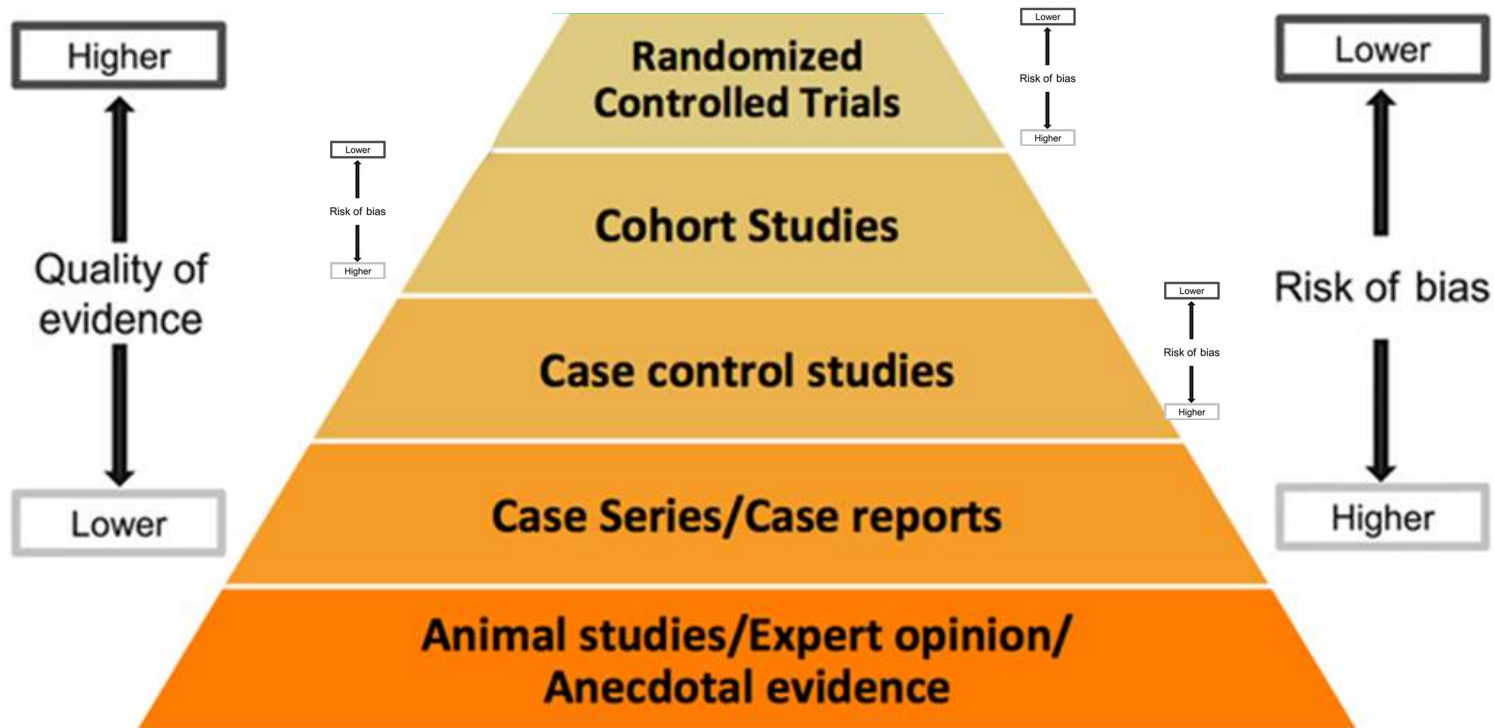 Higher
Quality of
evidence
Lower
Lower
Risk of bias
Higher
Randomized
Controlled Trials
Cohort Studies
Case control studies
Case Series/Case reports
Animal studies/Expert opinion/
Anecdotal evidence
Lower
Risk of bias
Higher
Lower
Risk of bias
Higher
Lower
Risk of bias
Higher